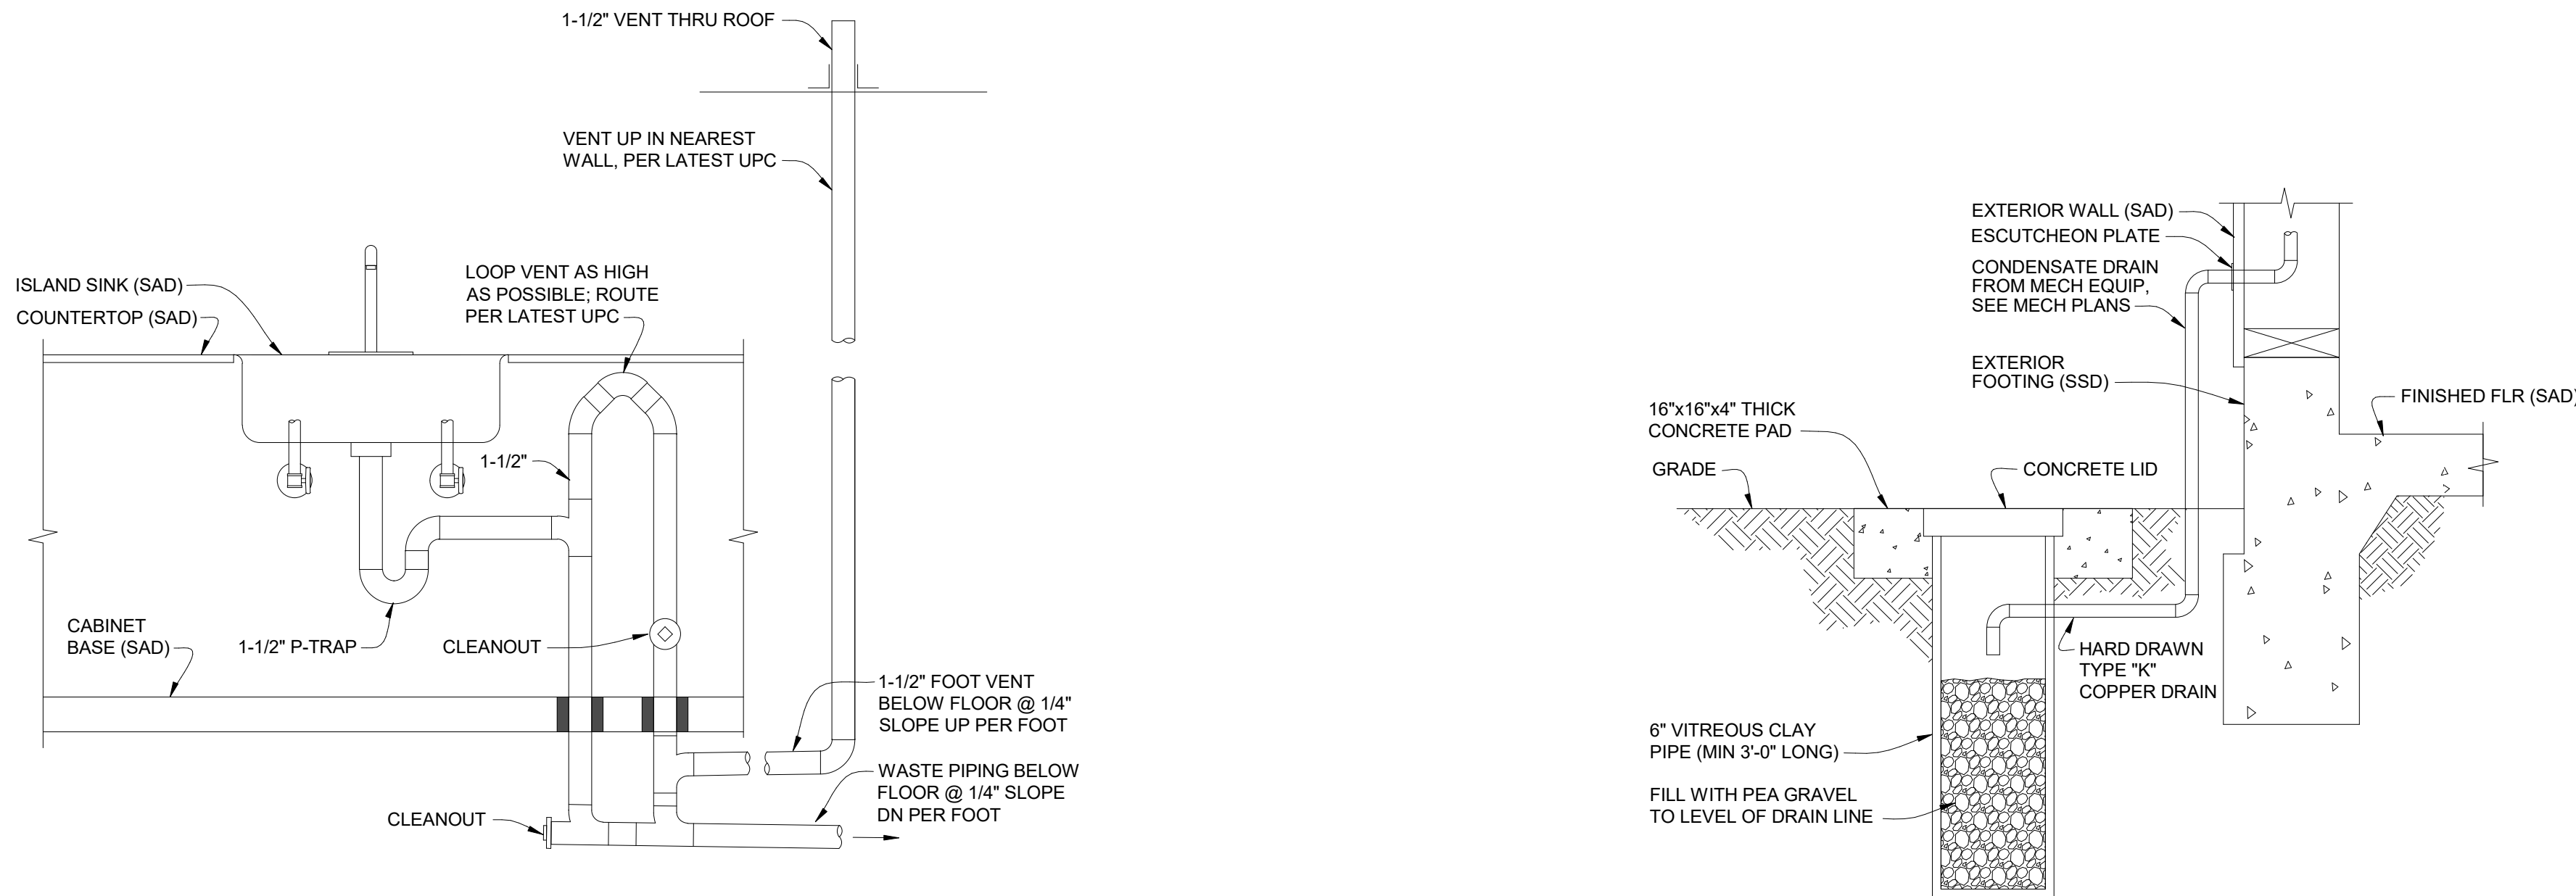 1-1/2" VENT THRU ROOF
VENT UP IN NEAREST
WALL, PER LATEST UPC
ISLAND SINK (SAD)
COUNTERTOP (SAD)
LOOP VENT AS HIGH
AS POSSIBLE; ROUTE
PER LATEST UPC
1-1/2"
CABINET
BASE (SAD)
1-1/2" P-TRAP
CLEANOUT
1-1/2" FOOT VENT
BELOW FLOOR @ 1/4"
SLOPE UP PER FOOT
WASTE PIPING BELOW
FLOOR @ 1/4" SLOPE
DN PER FOOT
CLEANOUT
EXTERIOR WALL (SAD)
ESCUTCHEON PLATE
CONDENSATE DRAIN
FROM MECH EQUIP,
SEE MECH PLANS
EXTERIOR
FOOTING (SSD)
FINISHED FLR (SAD)
16"x16"x4" THICK
CONCRETE PAD
GRADE
CONCRETE LID
HARD DRAWN
TYPE "K"
COPPER DRAIN
6" VITREOUS CLAY
PIPE (MIN 3'-0" LONG)
FILL WITH PEA GRAVEL
TO LEVEL OF DRAIN LINE